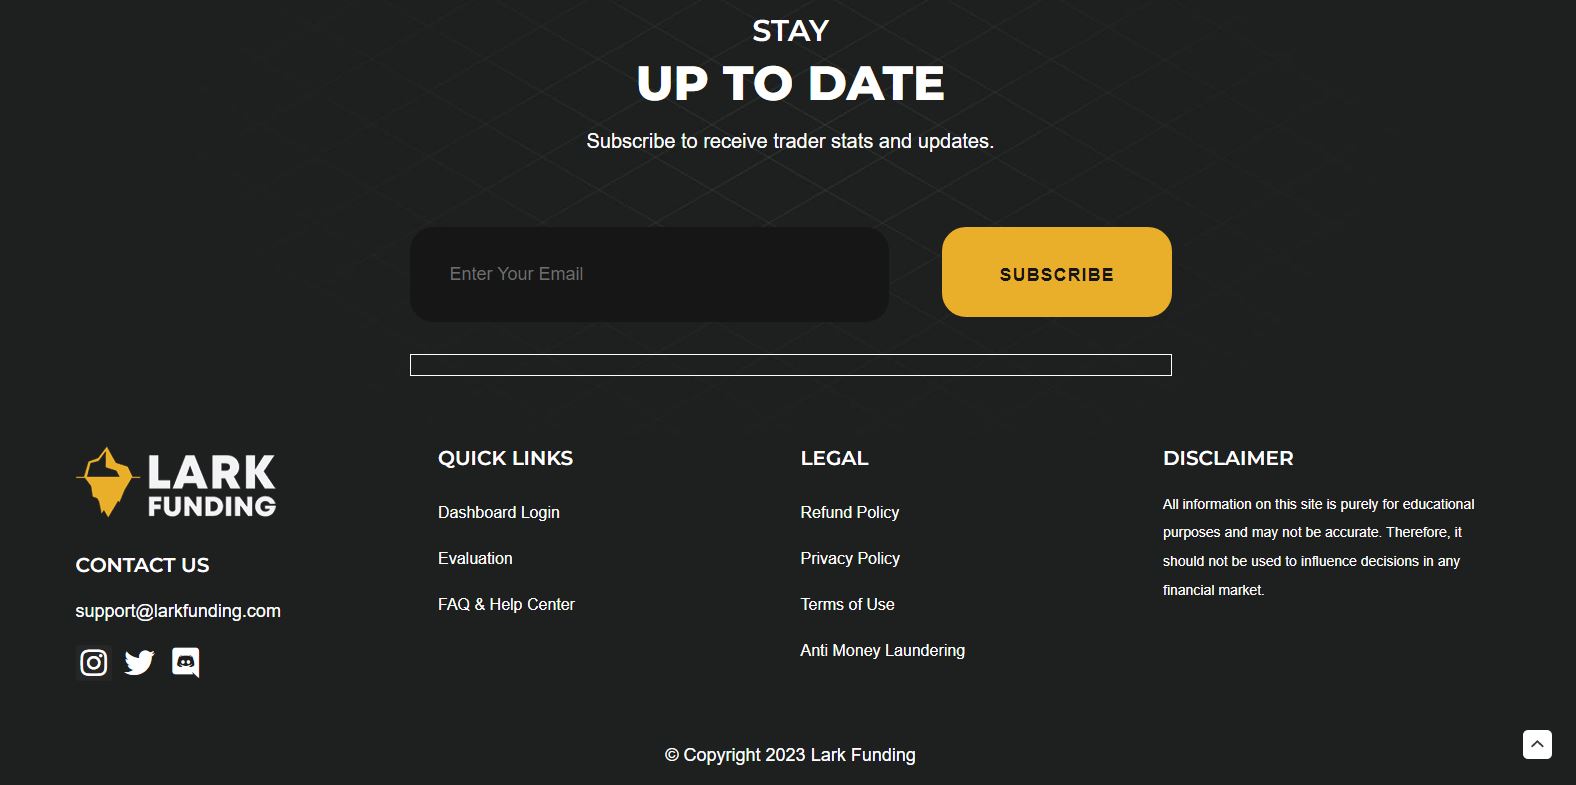 STAY
UP TO DATE
Subscribe to receive trader stats and updates.
Enter Your Email
SUBSCRIBE
LARK
FUNDING
CONTACT US
support@larkfunding.com
QUICK LINKS
Dashboard Login
Evaluation
FAQ & Help Center
LEGAL
Refund Policy
Privacy Policy
Terms of Use
Anti Money Laundering
DISCLAIMER
All information on this site is purely for educational
purposes and may not be accurate. Therefore, it
should not be used to influence decisions in any
financial market.
© Copyright 2023 Lark Funding